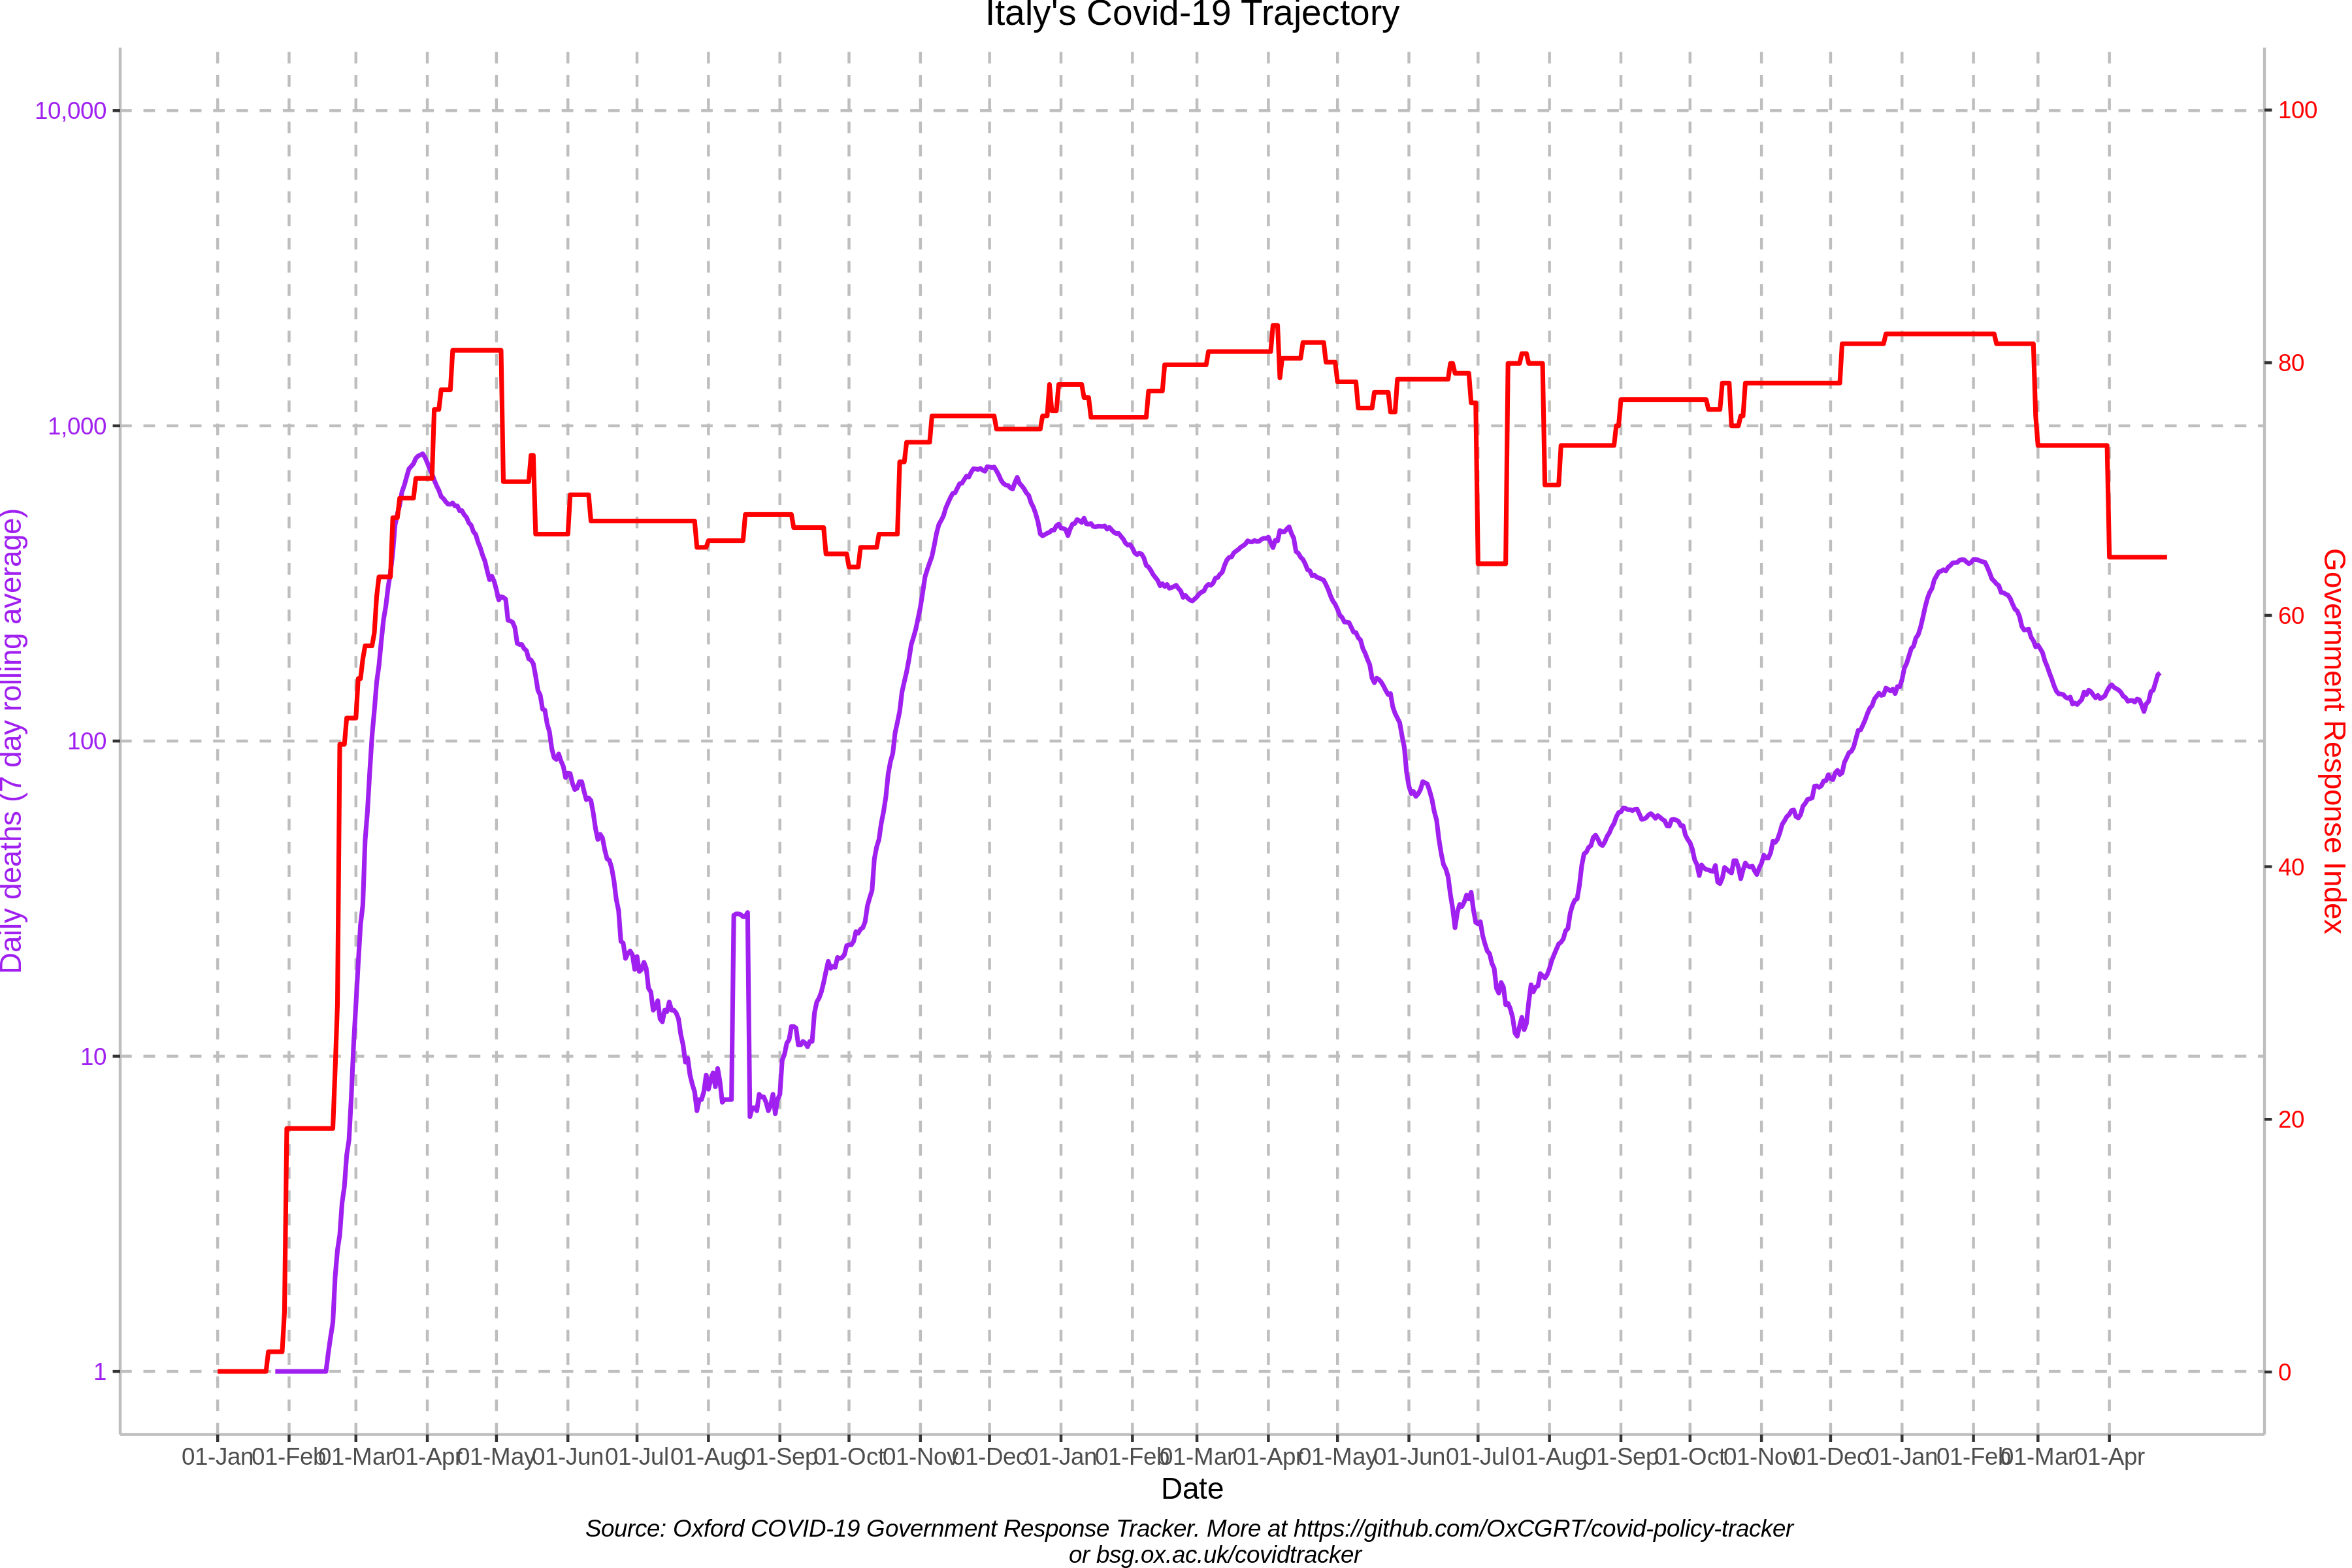 Italy's Covid-19 Trajectory
10,000
1,000
100
10
1
Daily deaths (7 day rolling average)
100
80
60
40
20
0
Government Response Index
01-Jan 01-Feb 01-Mar 01-Apr 01-May 01-Jun 01-Jul 01-Aug 01-Sep 01-Oct 01-Nov 01-Dec 01-Jan 01-Feb 01-Mar 01-Apr 01-May 01-Jun 01-Jul 01-Aug 01-Sep 01-Oct 01-Nov 01-Dec 01-Jan 01-Feb 01-Mar 01-Apr
Date
Source: Oxford COVID-19 Government Response Tracker. More at https://github.com/OxCGRT/covid-policy-tracker
or bsg.ox.ac.uk/covidtracker